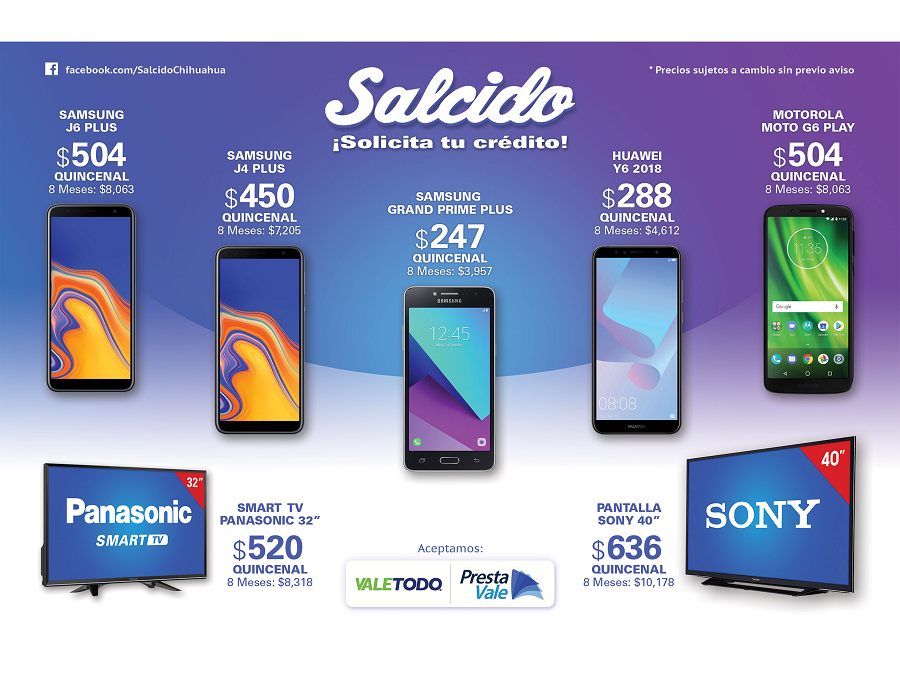 facebook.com/SalcidoChihuahua
* Precios sujetos a cambio sin previo aviso
Salcido
¡Solicita tu crédito!
SAMSUNG
J6 PLUS
$504
QUINCENAL
8 Meses: $8,063
SAMSUNG
J4 PLUS
$450
QUINCENAL
8 Meses: $7,205
SAMSUNG
GRAND PRIME PLUS
$247
QUINCENAL
8 Meses: $3,957
HUAWEI
Y6 2018
$288
QUINCENAL
8 Meses: $4,612
MOTOROLA
MOTO G6 PLAY
$504
QUINCENAL
8 Meses: $8,063
SAMSUNG
12:45
08:08
HUAWEI
11:35
Google
32”
Panasonic
SMART TV
SMART TV
PANASONIC 32”
$520
QUINCENAL
8 Meses: $8,318
Aceptamos:
VALETODO
Presta
Vale
PANTALLA
SONY 40”
$636
QUINCENAL
8 Meses: $10,178
40”
SONY